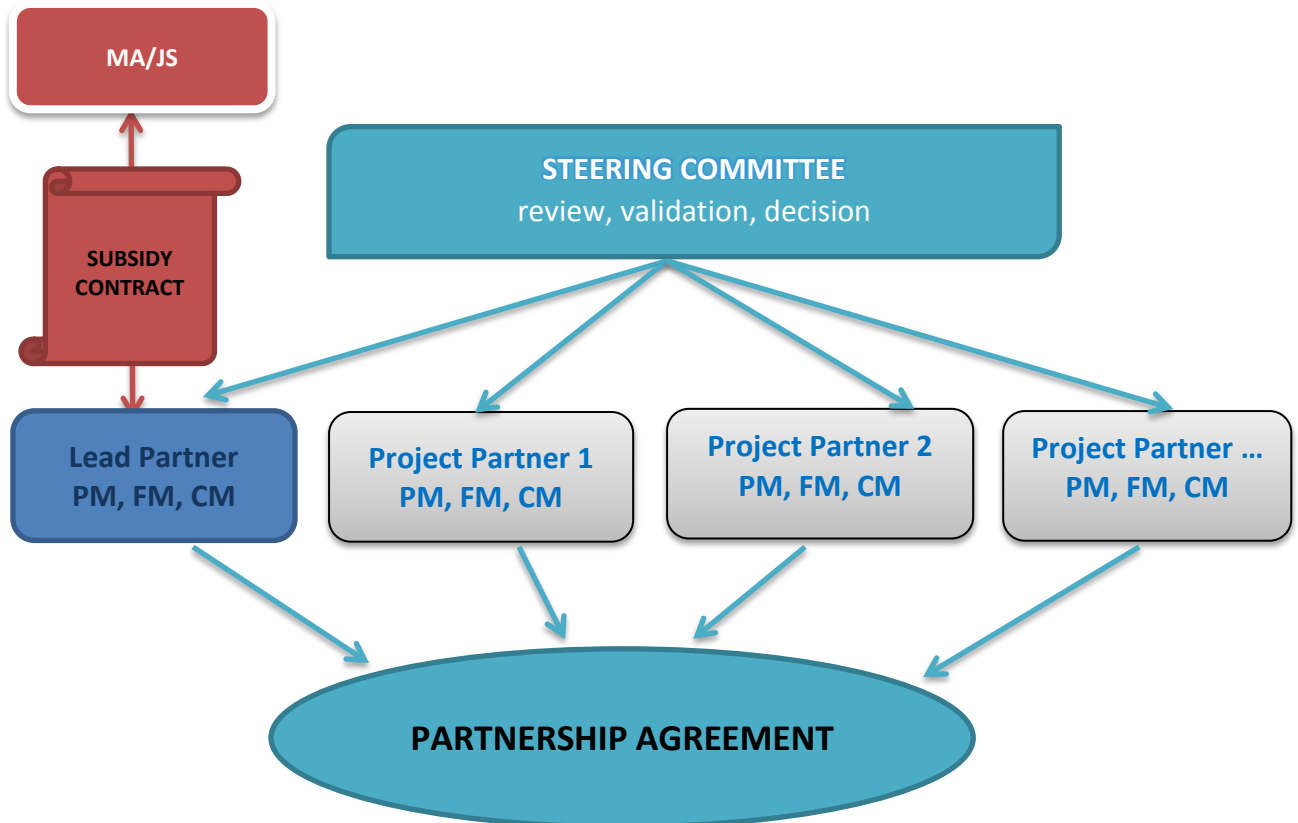 MA/JS
STEERING COMMITTEE
review, validation, decision
SUBSIDY
CONTRACT
Lead Partner
PM, FM, CM
Project Partner 1
PM, FM, CM
Project Partner 2
PM, FM, CM
Project Partner …
PM, FM, CM
PARTNERSHIP AGREEMENT